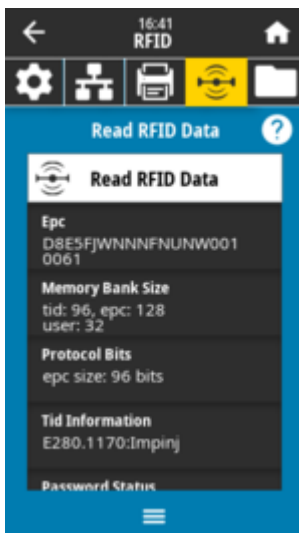 16:41
RFID
Read RFID Data
?
Read RFID Data
Epc
D8E5FJWNNNFNUNW001
0061
Memory Bank Size
tid: 96, epc: 128
user: 32
Protocol Bits
epc size: 96 bits
Tid Information
E280.1170:Impinj
Password Status